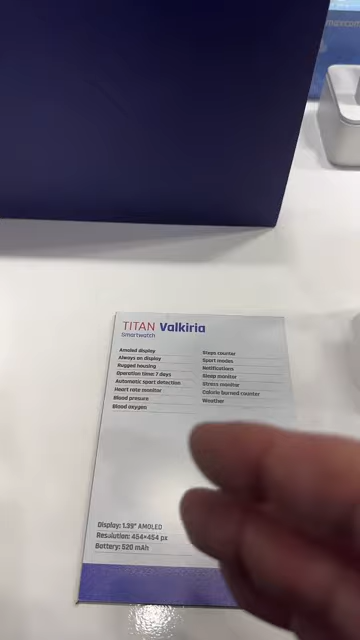 maxcom
TITAN Valkiria
Smartwatch
Amoled display
Always on display
Rugged housing
Operation time: 7 days
Automatic sport detection
Heart rate monitor
Blood presure
Blood oxygen
Steps counter
Sport modes
Notifications
Sleep monitor
Stress monitor
Calorie burned counter
Weather
Display: 1.39" AMOLED
Resolution: 454×454 px
Battery: 520 mAh